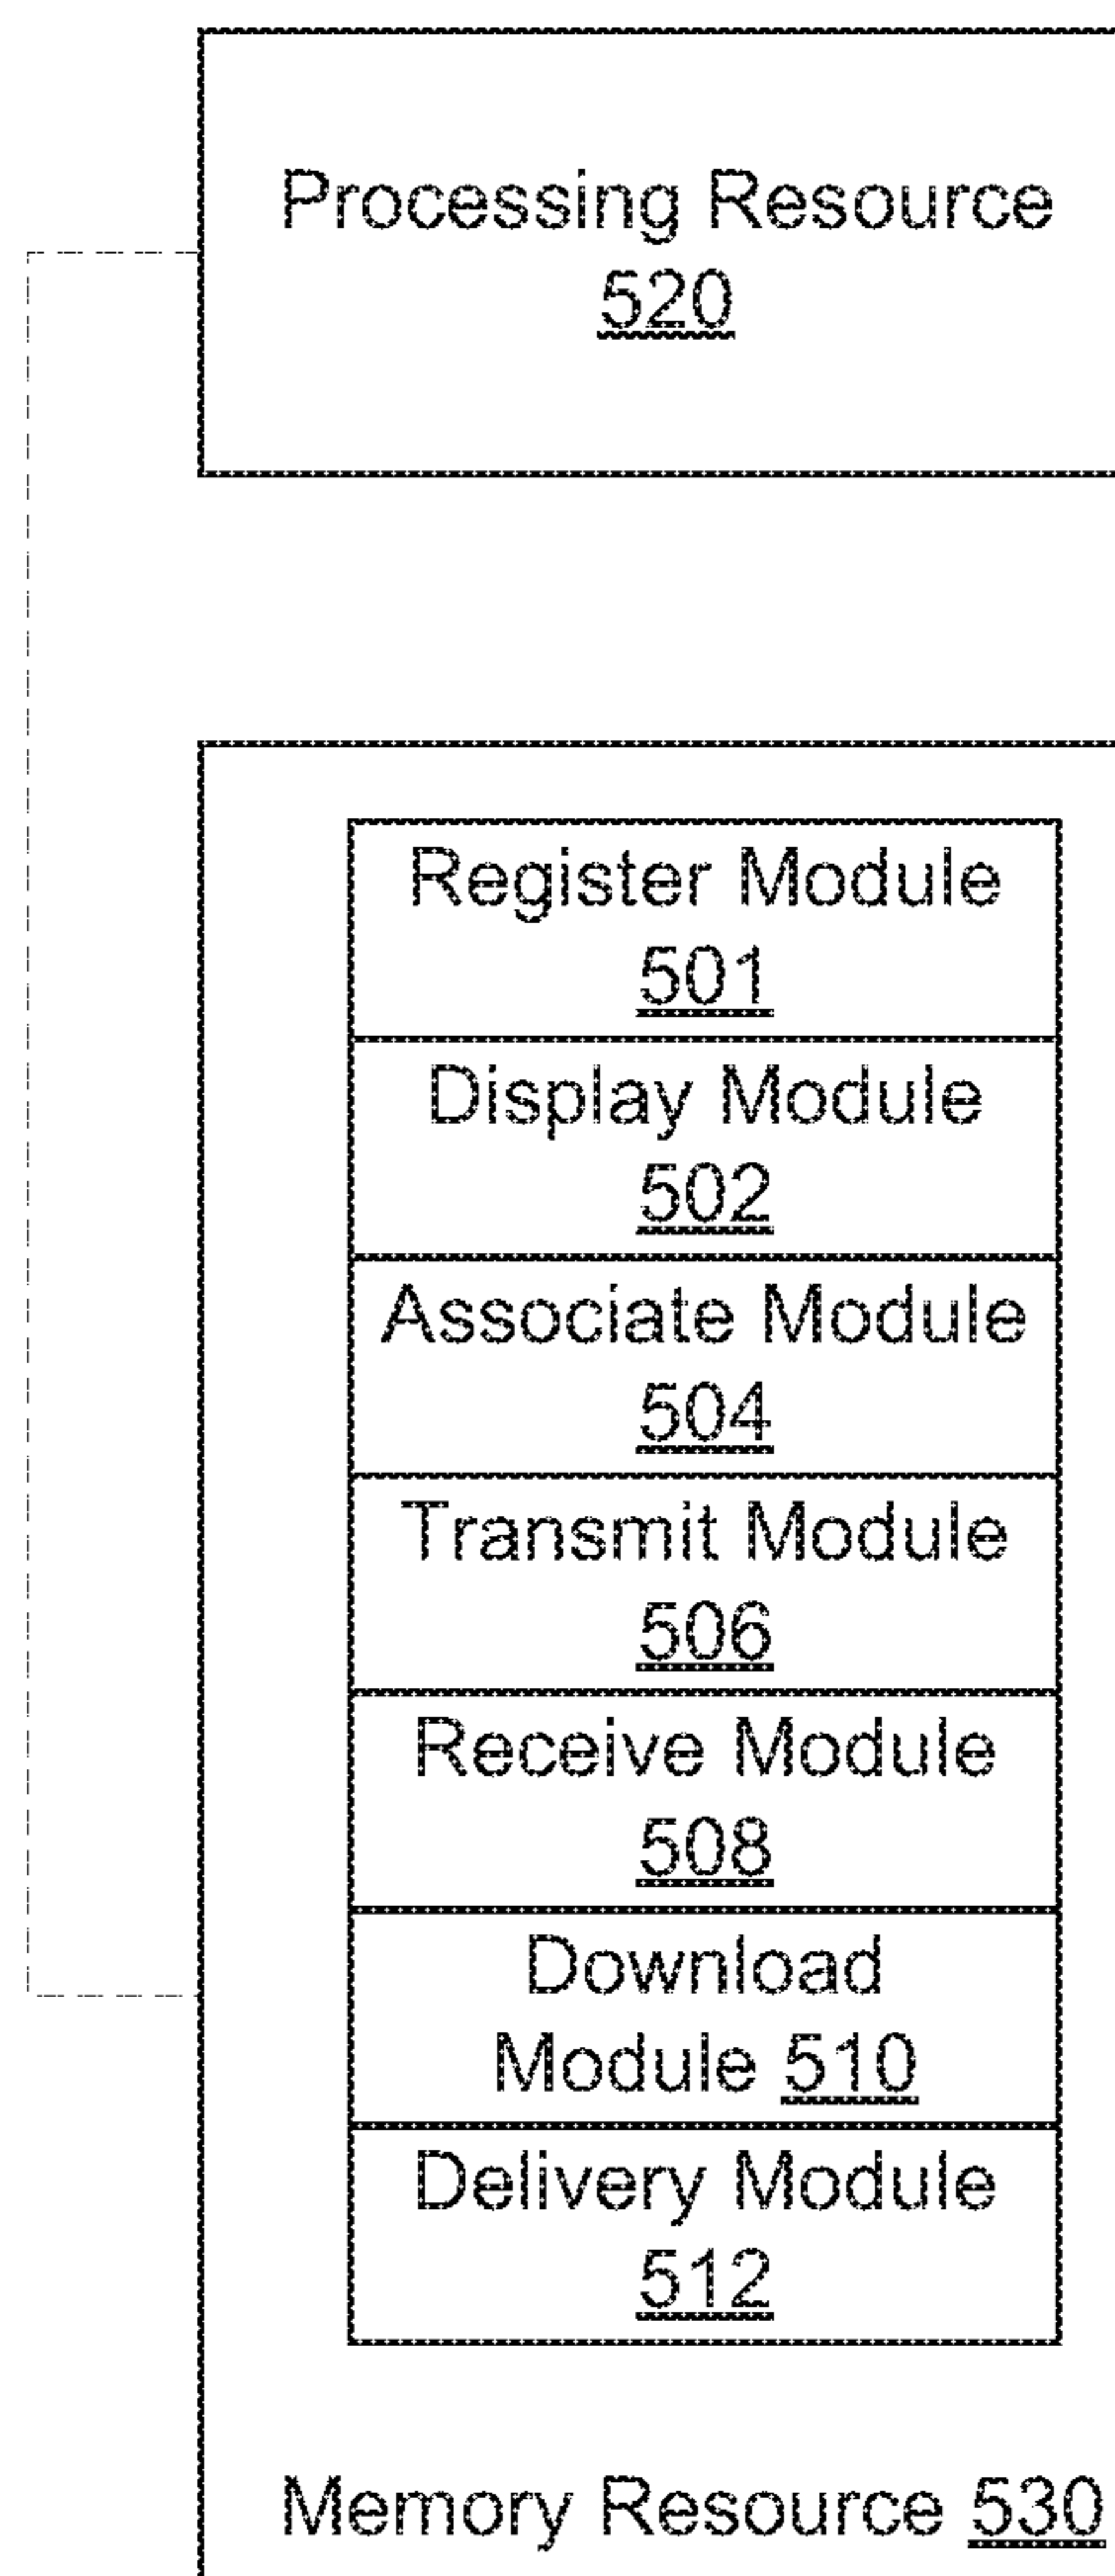 Processing Resource
520
Register Module
501
Display Module
502
Associate Module
504
Transmit Module
506
Receive Module
508
Download
Module 510
Delivery Module
512
Memory Resource 530